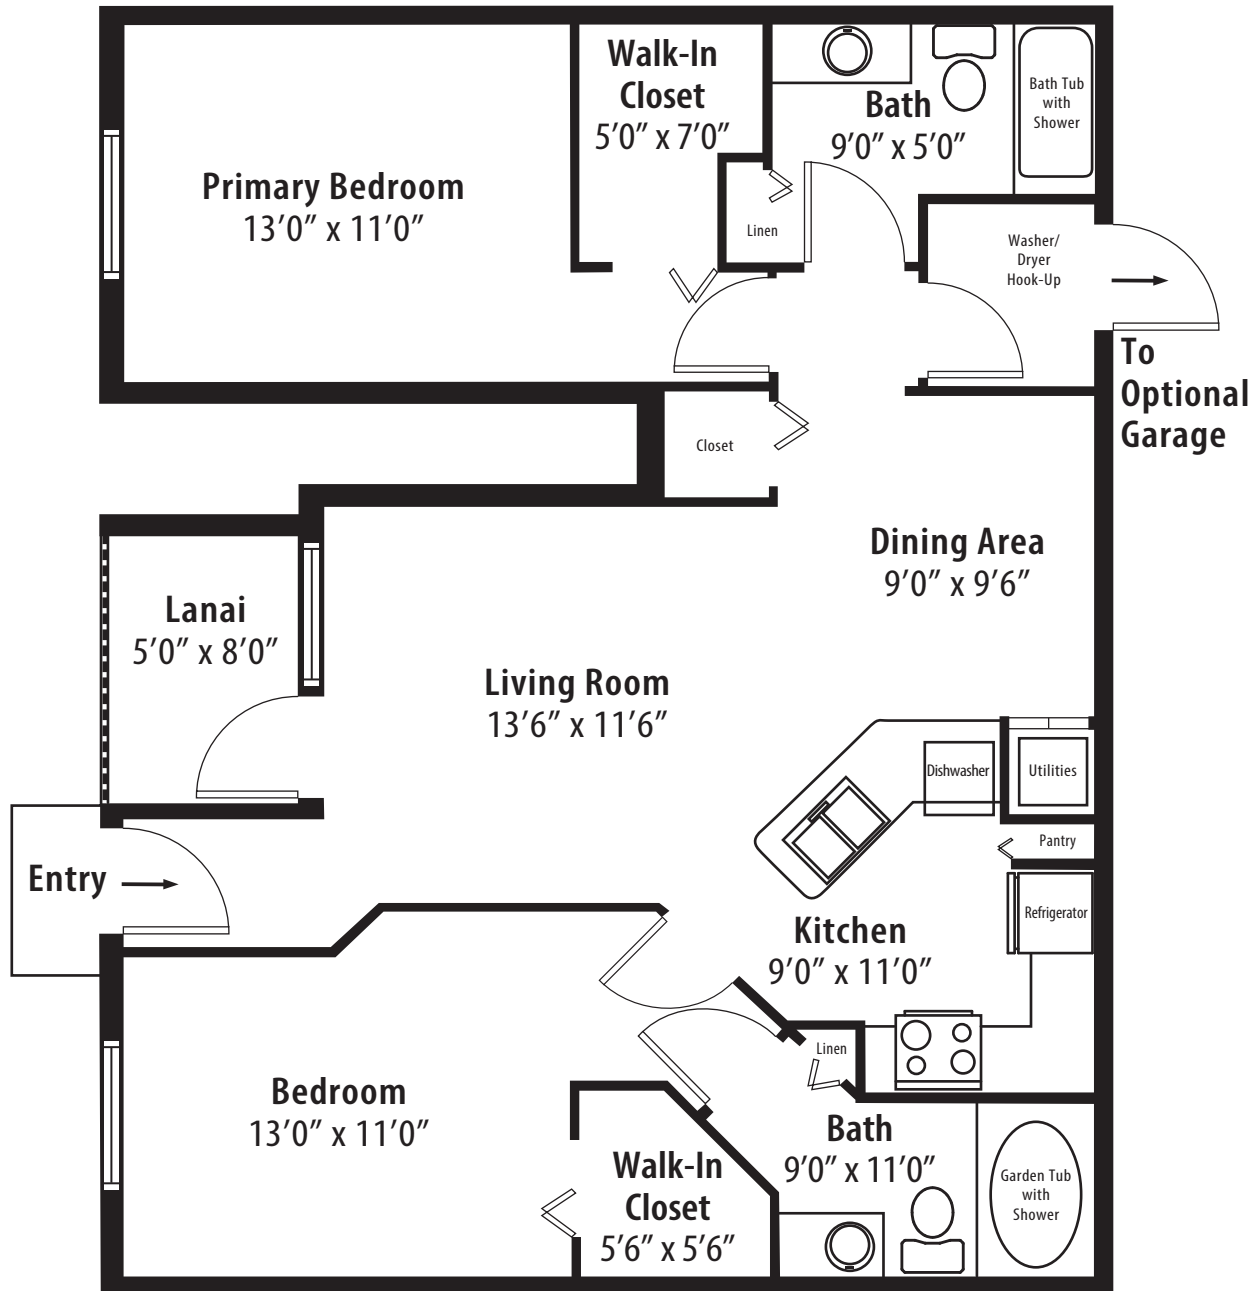 Walk-In
Closet
5’0” x 7’0”
Bath
9’0” x 5’0”
Bath Tub
with
Shower
Primary Bedroom
13’0” x 11’0”
Linen
Washer/
Dryer
Hook-Up
To
Optional
Garage
Closet
Dining Area
9’0” x 9’6”
Lanai
5’0” x 8’0”
Living Room
13’6” x 11’6”
Dishwasher
Utilities
Pantry
Entry
Refrigerator
Kitchen
9’0” x 11’0”
Linen
Bedroom
13’0” x 11’0”
Bath
9’0” x 11’0”
Walk-In
Closet
5’6” x 5’6”
Garden Tub
with
Shower